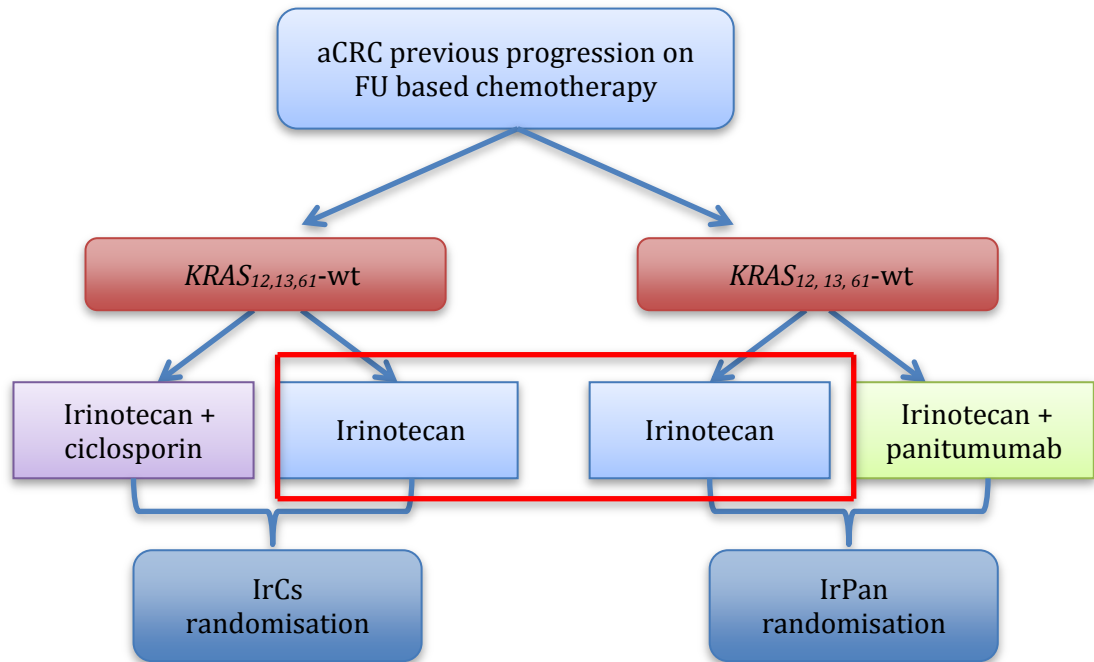 aCRC previous progression on
FU based chemotherapy
KRAS12,13,61-wt
KRAS12, 13, 61-wt
Irinotecan +
ciclosporin
Irinotecan
Irinotecan
Irinotecan +
panitumumab
IrCs
randomisation
IrPan
randomisation